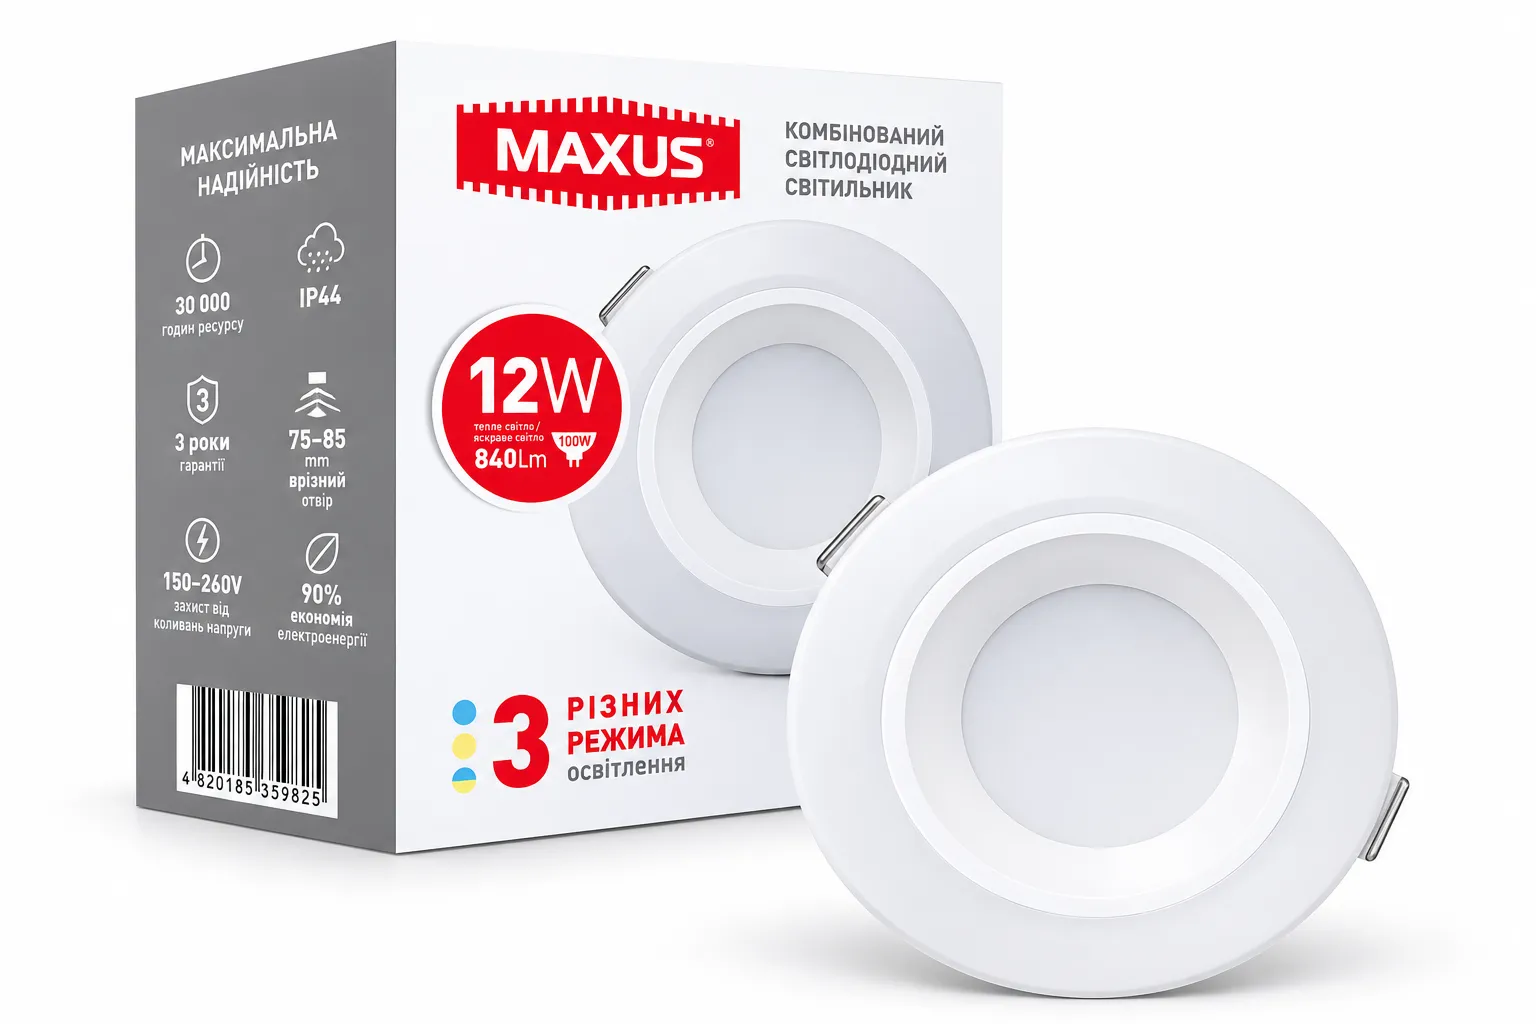 МАКСИМАЛЬНА
НАДІЙНІСТЬ
30 000
годин ресурсу
IP44
3
3 роки
гарантії
75–85
mm
врізний
отвір
150–260V
захист від
коливань напруги
90%
економія
електроенергії
4 820185 359825
MAXUS®
КОМБІНОВАНИЙ
СВІТЛОДІОДНИЙ
СВІТИЛЬНИК
12W
тепле світло/
яскраве світло
100W
840Lm
3 РІЗНИХ
РЕЖИМА
освітлення